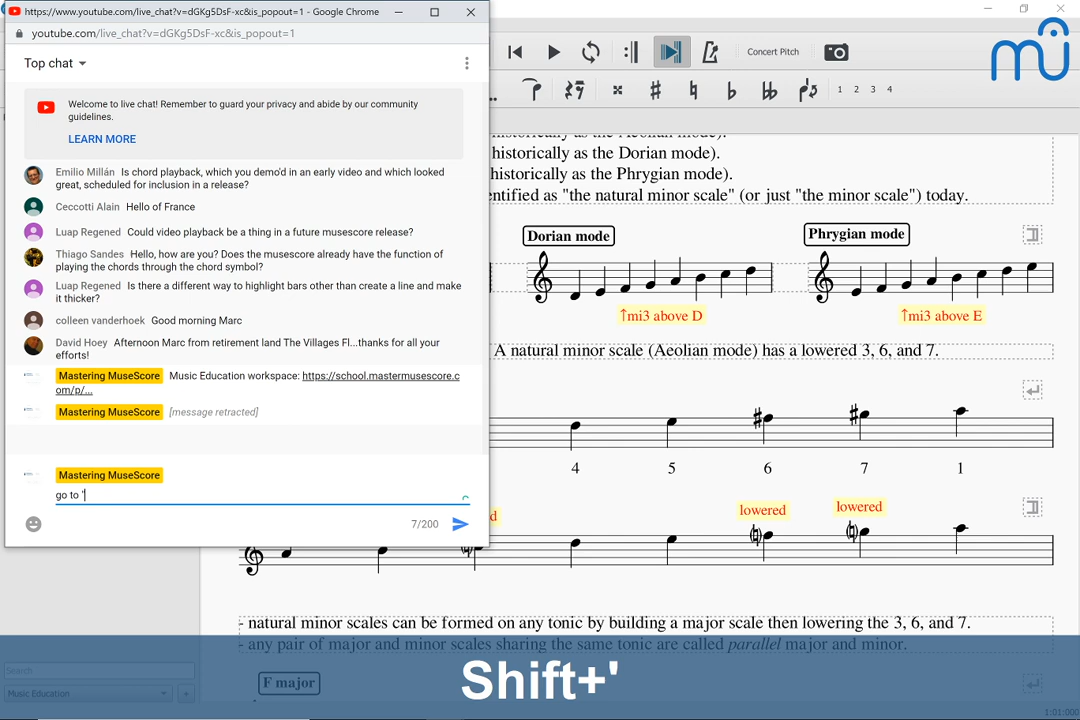 https://www.youtube.com/live_chat?v=dGKg5DsF-xc&is_popout=1 - Google Chrome
youtube.com/live_chat?v=dGKg5DsF-xc&is_popout=1
Top chat
Welcome to live chat! Remember to guard your privacy and abide by our community
guidelines.
LEARN MORE
Emilio Millán Is chord playback, which you demo'd in an early video and which looked
great, scheduled for inclusion in a release?
Ceccotti Alain Hello of France
Luap Regened Could video playback be a thing in a future musescore release?
Thiago Sandes Hello, how are you? Does the musescore already have the function of
playing the chords through the chord symbol?
Luap Regened Is there a different way to highlight bars other than create a line and make
it thicker?
colleen vanderhoek Good morning Marc
David Hoey Afternoon Marc from retirement land The Villages Fl...thanks for all your
efforts!
Mastering MuseScore Music Education workspace: https://school.mastermusescore.c
om/p/...
Mastering MuseScore [message retracted]
Mastering MuseScore
go to '
7/200
Concert Pitch
1 2 3 4
mu
historically as the Aeolian mode).
historically as the Dorian mode).
historically as the Phrygian mode).
entified as "the natural minor scale" (or just "the minor scale") today.
Dorian mode
Phrygian mode
↑mi3 above D
↑mi3 above E
A natural minor scale (Aeolian mode) has a lowered 3, 6, and 7.
4 5 6 7 1
d
lowered
lowered
- natural minor scales can be formed on any tonic by building a major scale then lowering the 3, 6, and 7.
- any pair of major and minor scales sharing the same tonic are called parallel major and minor.
F major
Search
Music Education
+
Shift+'
1:01:000